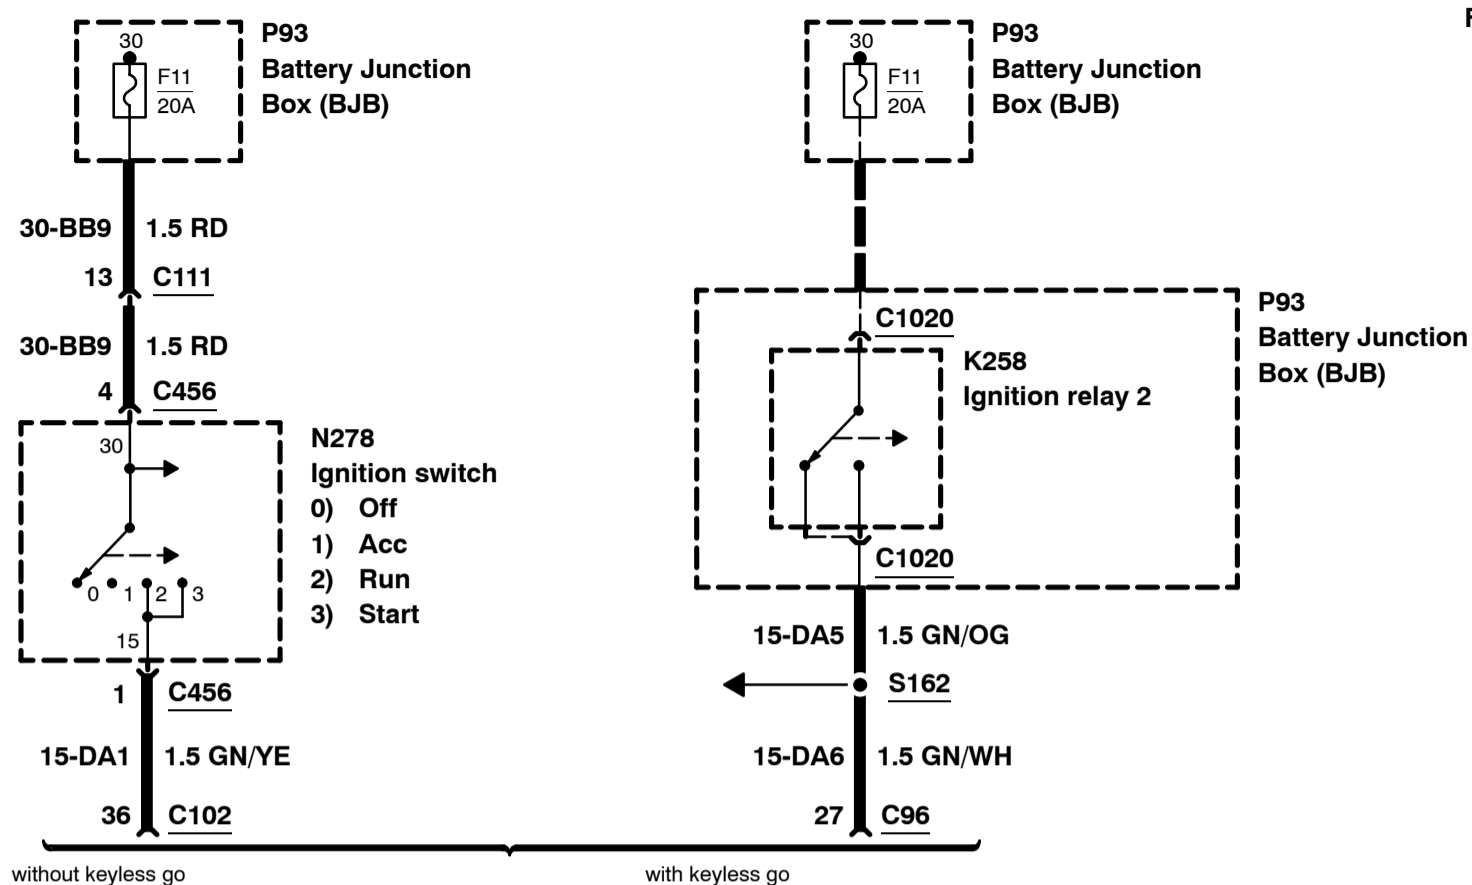 30
F11
20A
P93
Battery Junction
Box (BJB)
30-BB9 1.5 RD
13 C111
30-BB9 1.5 RD
4 C456
30
0 1 2 3
15
N278
Ignition switch
0) Off
1) Acc
2) Run
3) Start
1 C456
15-DA1 1.5 GN/YE
36 C102
without keyless go
30
F11
20A
P93
Battery Junction
Box (BJB)
C1020
K258
Ignition relay 2
P93
Battery Junction
Box (BJB)
C1020
15-DA5 1.5 GN/OG
S162
15-DA6 1.5 GN/WH
27 C96
with keyless go